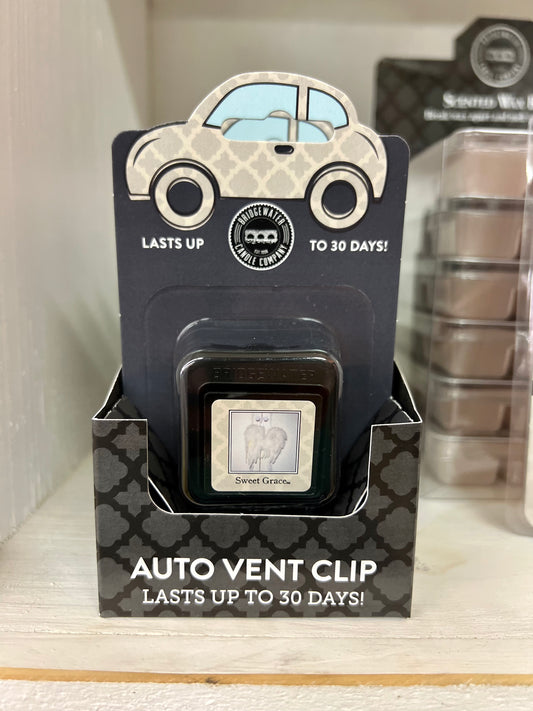 LASTS UP TO 30 DAYS!
BRIDGEWATER
CANDLE COMPANY
BRIDGEWATER
Sweet Grace™
AUTO VENT CLIP
LASTS UP TO 30 DAYS!
SCENTED WAX